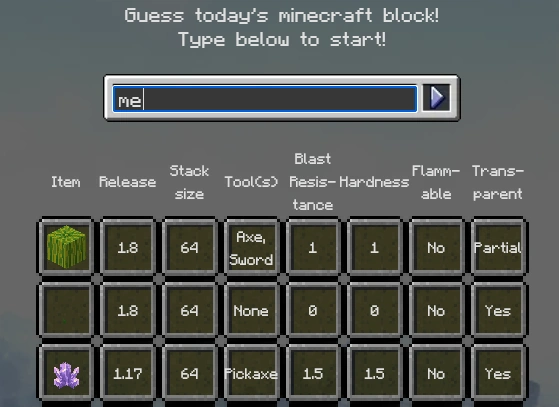 Guess today's minecraft block!
Type below to start!
me
Item Release Stack size Tool(s) Blast Resis-tance Hardness Flamm-able Trans-parent
1.8 64 Axe, Sword 1 1 No Partial
1.8 64 None 0 0 No Yes
1.17 64 Pickaxe 1.5 1.5 No Yes